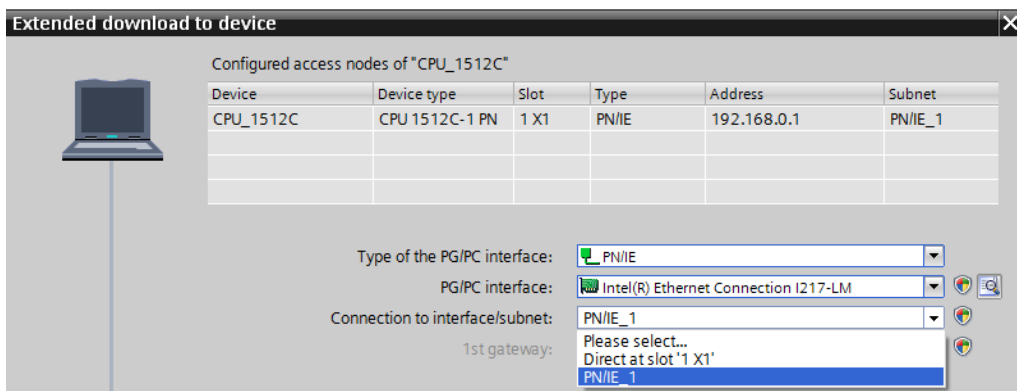 Extended download to device
Configured access nodes of "CPU_1512C"
Device Device type Slot Type Address Subnet
CPU_1512C CPU 1512C-1 PN 1 X1 PN/IE 192.168.0.1 PN/IE_1
Type of the PG/PC interface: PN/IE
PG/PC interface: Intel(R) Ethernet Connection I217-LM
Connection to interface/subnet: PN/IE_1
1st gateway:
Please select...
Direct at slot '1 X1'
PN/IE_1